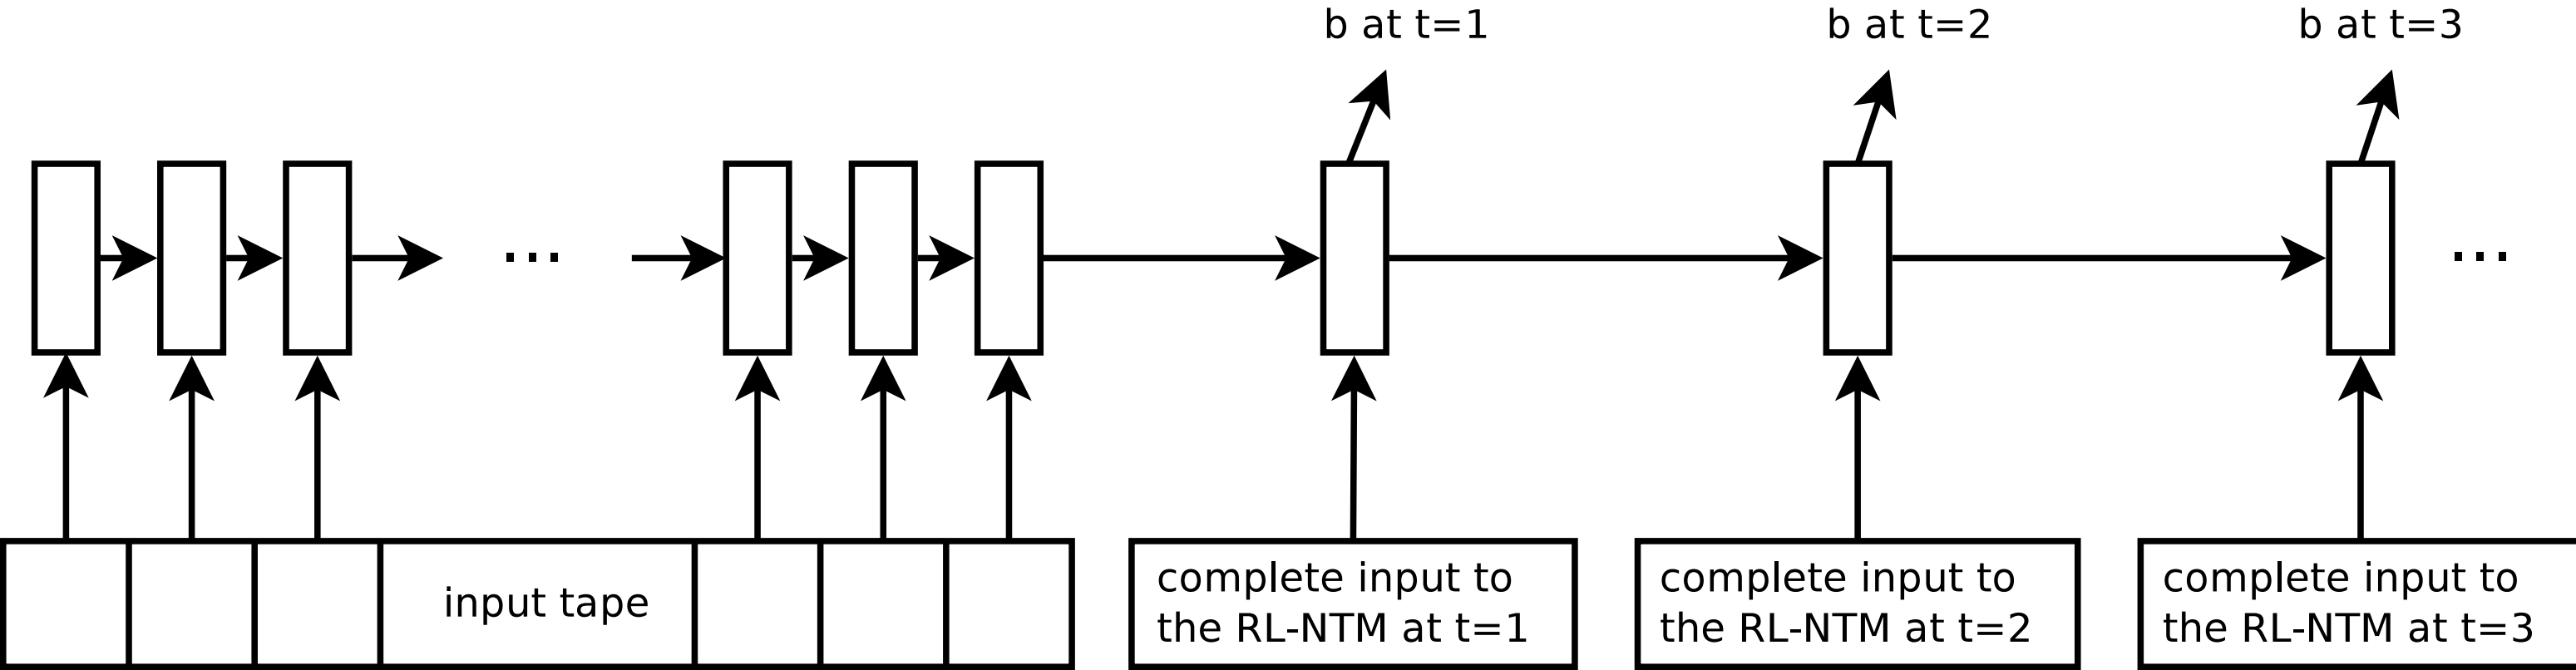 b at t=1
b at t=2
b at t=3
...
...
input tape
complete input to
the RL-NTM at t=1
complete input to
the RL-NTM at t=2
complete input to
the RL-NTM at t=3